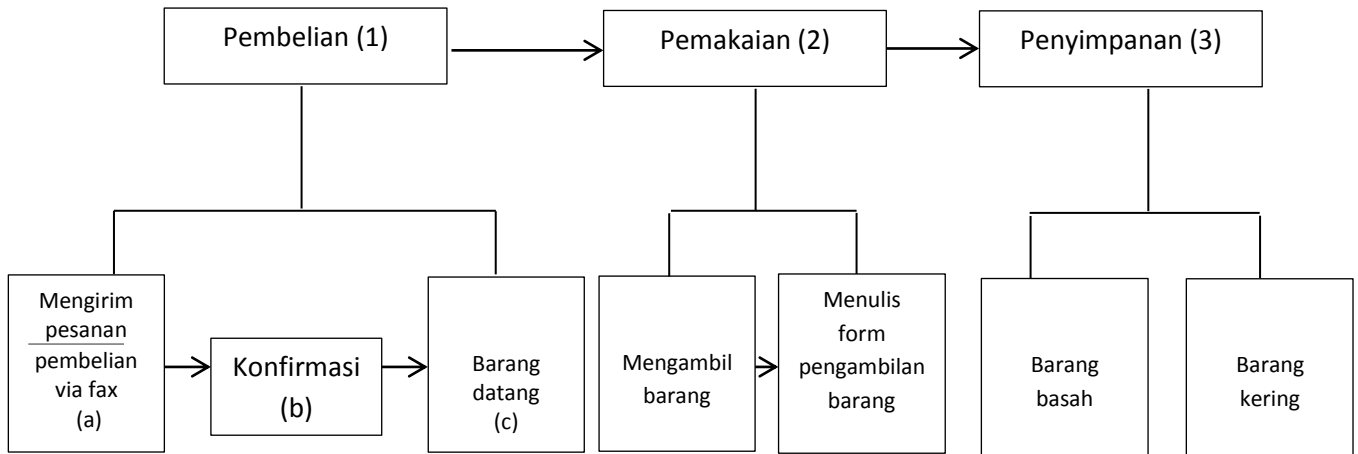 Pembelian (1)
Pemakaian (2)
Penyimpanan (3)
Mengirim
pesanan
pembelian
via fax
(a)
Konfirmasi
(b)
Barang
datang
(c)
Mengambil
barang
Menulis
form
pengambilan
barang
Barang
basah
Barang
kering